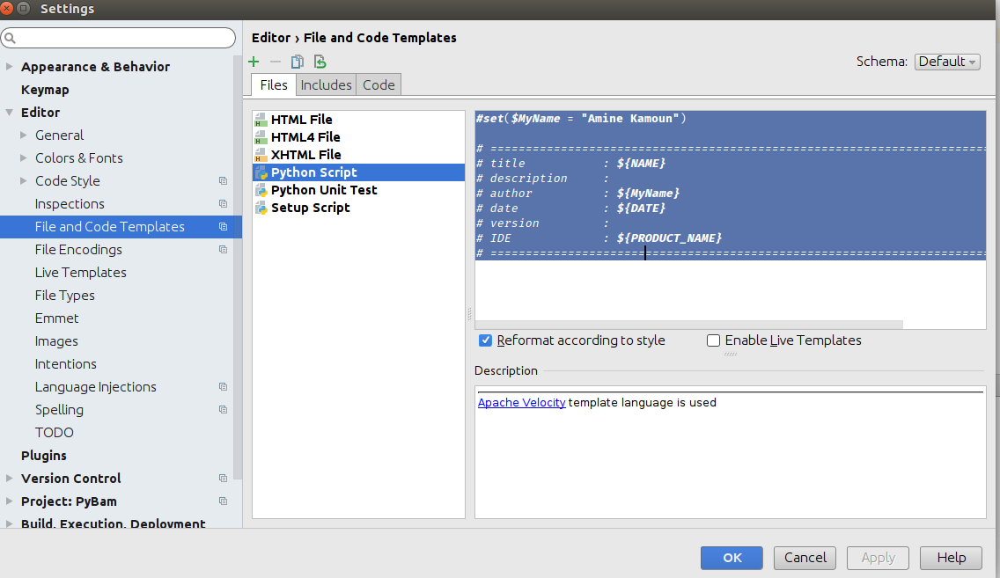 Settings
Editor › File and Code Templates
Schema: Default
Files Includes Code
Appearance & Behavior
Keymap
Editor
General
Colors & Fonts
Code Style
Inspections
File and Code Templates
File Encodings
Live Templates
File Types
Emmet
Images
Intentions
Language Injections
Spelling
TODO
Plugins
Version Control
Project: PyBam
Build, Execution, Deployment
HTML File
HTML4 File
XHTML File
Python Script
Python Unit Test
Setup Script
#set($MyName = "Amine Kamoun")
# =======================================================================
# title : ${NAME}
# description :
# author : ${MyName}
# date : ${DATE}
# version :
# IDE : ${PRODUCT_NAME}
# =======================================================================
Reformat according to style Enable Live Templates
Description
Apache Velocity template language is used
OK Cancel Apply Help